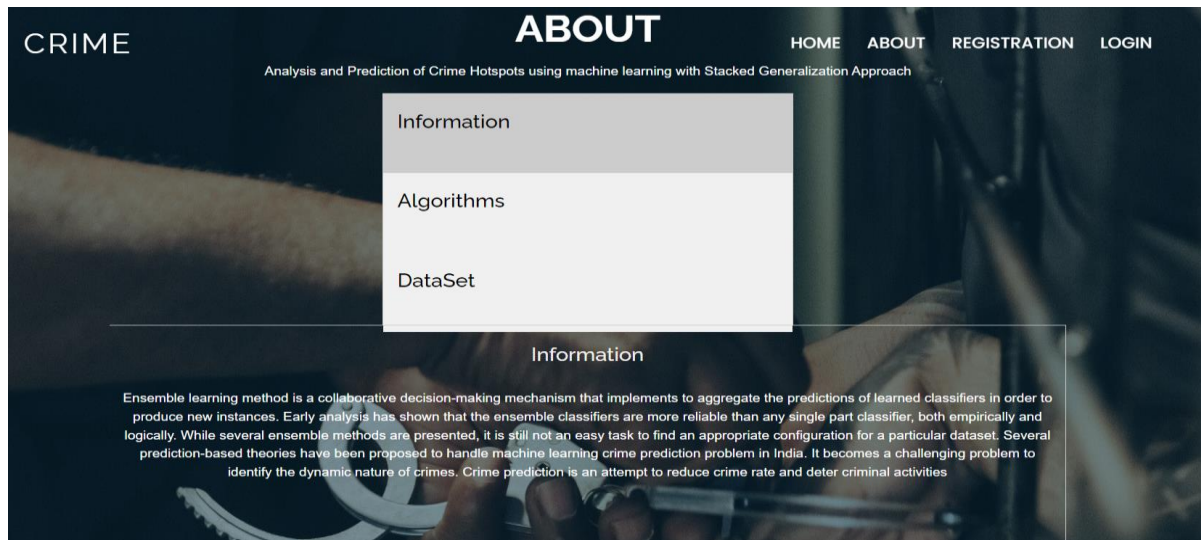 CRIME
ABOUT
HOME ABOUT REGISTRATION LOGIN
Analysis and Prediction of Crime Hotspots using machine learning with Stacked Generalization Approach
Information
Algorithms
DataSet
Information
Ensemble learning method is a collaborative decision-making mechanism that implements to aggregate the predictions of learned classifiers in order to
produce new instances. Early analysis has shown that the ensemble classifiers are more reliable than any single part classifier, both empirically and
logically. While several ensemble methods are presented, it is still not an easy task to find an appropriate configuration for a particular dataset. Several
prediction-based theories have been proposed to handle machine learning crime prediction problem in India. It becomes a challenging problem to
identify the dynamic nature of crimes. Crime prediction is an attempt to reduce crime rate and deter criminal activities